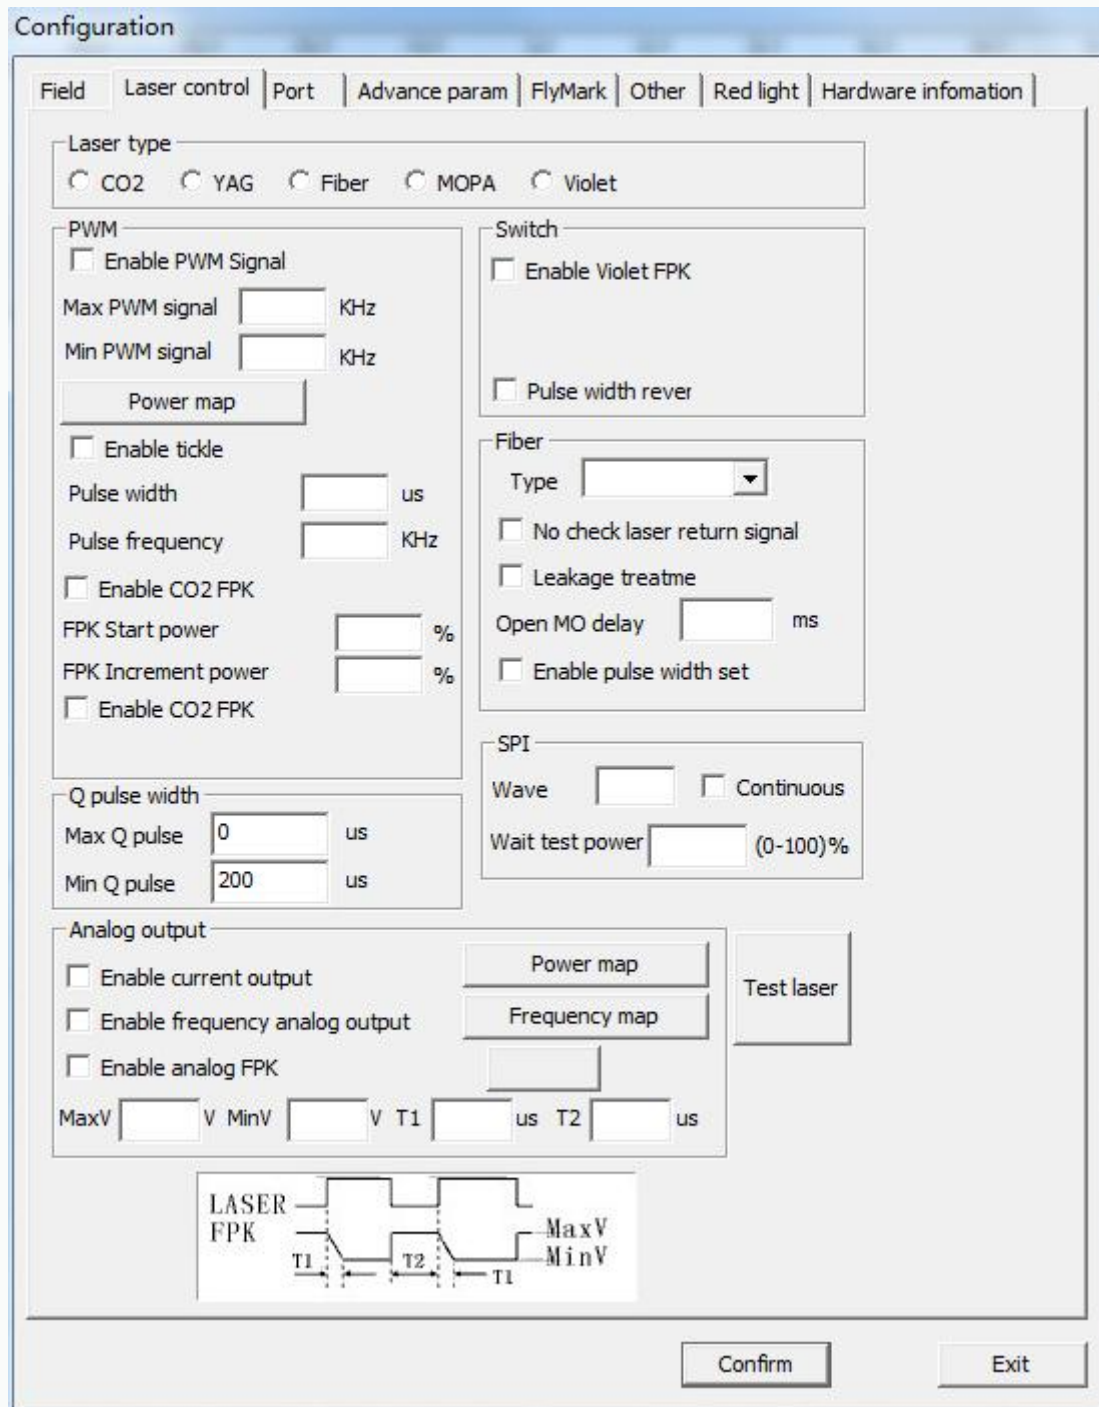 Configuration
Field Laser control Port Advance param FlyMark Other Red light Hardware infomation
Laser type
CO2 YAG Fiber MOPA Violet
PWM
Enable PWM Signal
Max PWM signal KHz
Min PWM signal KHz
Power map
Enable tickle
Pulse width us
Pulse frequency KHz
Enable CO2 FPK
FPK Start power %
FPK Increment power %
Enable CO2 FPK
Switch
Enable Violet FPK
Pulse width rever
Fiber
Type
No check laser return signal
Leakage treatme
Open MO delay ms
Enable pulse width set
Q pulse width
Max Q pulse 0 us
Min Q pulse 200 us
SPI
Wave Continuous
Wait test power (0-100)%
Analog output
Enable current output Power map
Enable frequency analog output Frequency map
Enable analog FPK
MaxV V MinV V T1 us T2 us
Test laser
LASER
FPK MaxV
MinV
T1 T2 T1
Confirm Exit